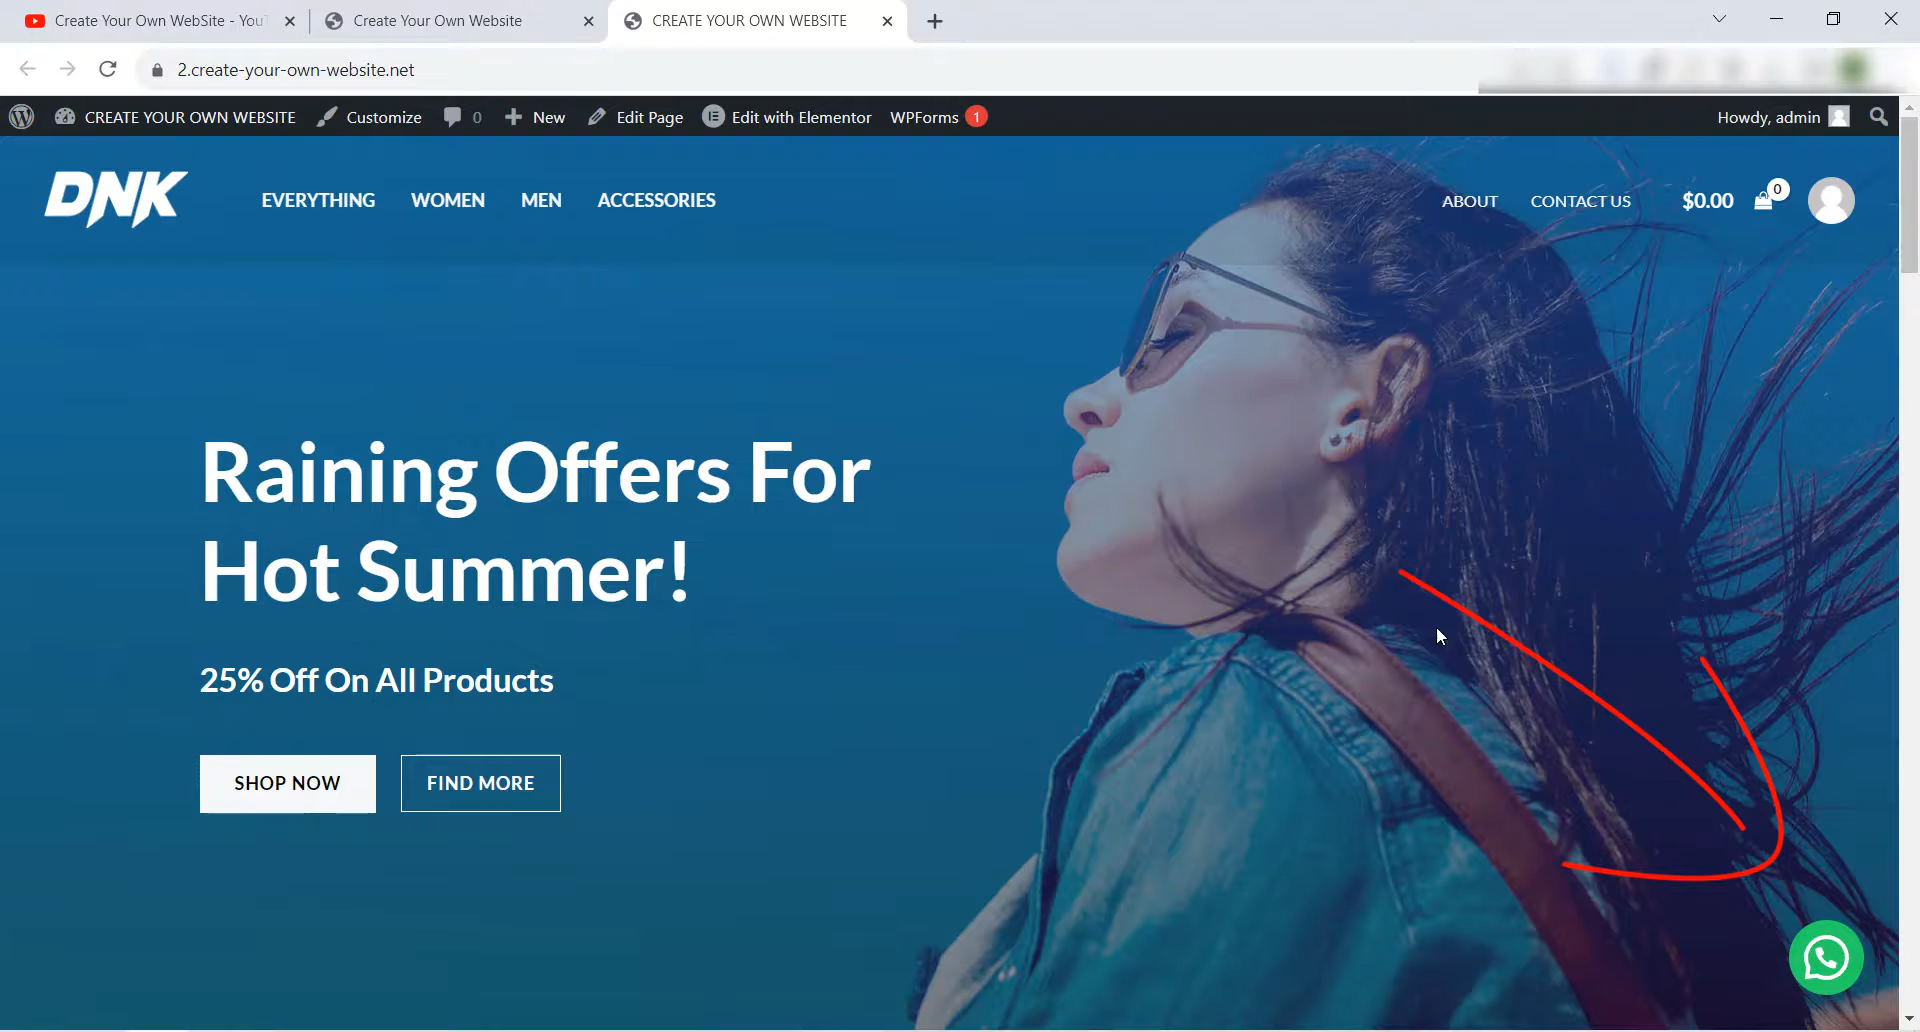 Create Your Own WebSite - You
Create Your Own Website
CREATE YOUR OWN WEBSITE
2.create-your-own-website.net
CREATE YOUR OWN WEBSITE
Customize
0
New
Edit Page
Edit with Elementor
WPForms 1
Howdy, admin
DNK
EVERYTHING
WOMEN
MEN
ACCESSORIES
ABOUT
CONTACT US
$0.00
0
Raining Offers For
Hot Summer!
25% Off On All Products
SHOP NOW
FIND MORE